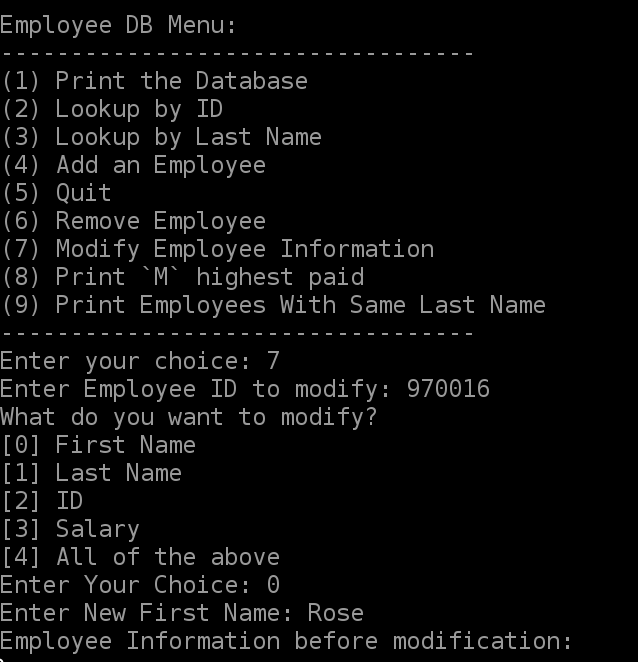 Employee DB Menu:
----------------------------------
(1) Print the Database
(2) Lookup by ID
(3) Lookup by Last Name
(4) Add an Employee
(5) Quit
(6) Remove Employee
(7) Modify Employee Information
(8) Print `M` highest paid
(9) Print Employees With Same Last Name
----------------------------------
Enter your choice: 7
Enter Employee ID to modify: 970016
What do you want to modify?
[0] First Name
[1] Last Name
[2] ID
[3] Salary
[4] All of the above
Enter Your Choice: 0
Enter New First Name: Rose
Employee Information before modification: